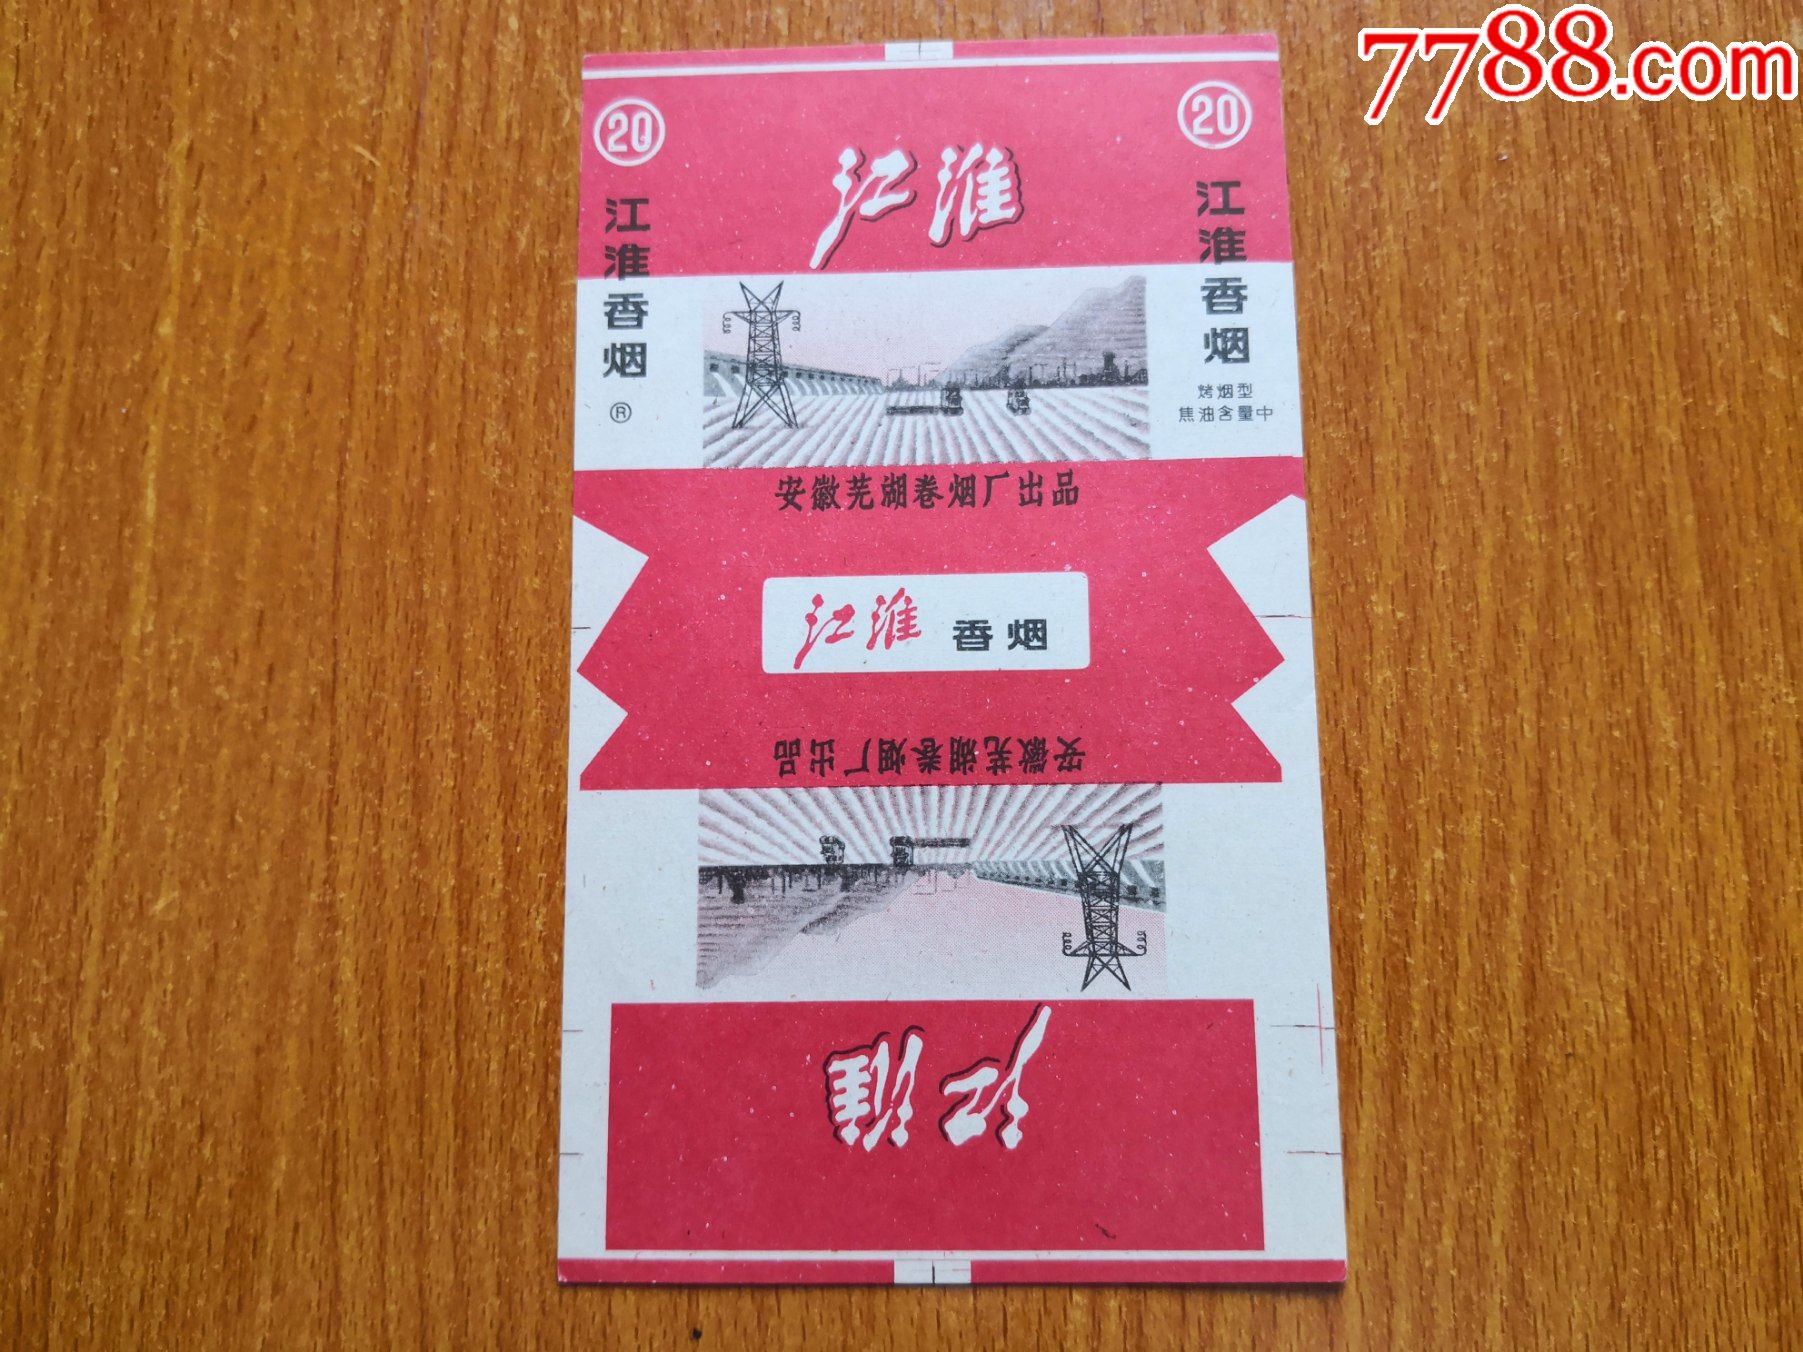 7788.com
20
20
江淮
江淮香烟
®
江淮香烟
烤烟型
焦油含量中
安徽芜湖卷烟厂出品
江淮 香烟
安徽芜湖卷烟厂出品
江淮